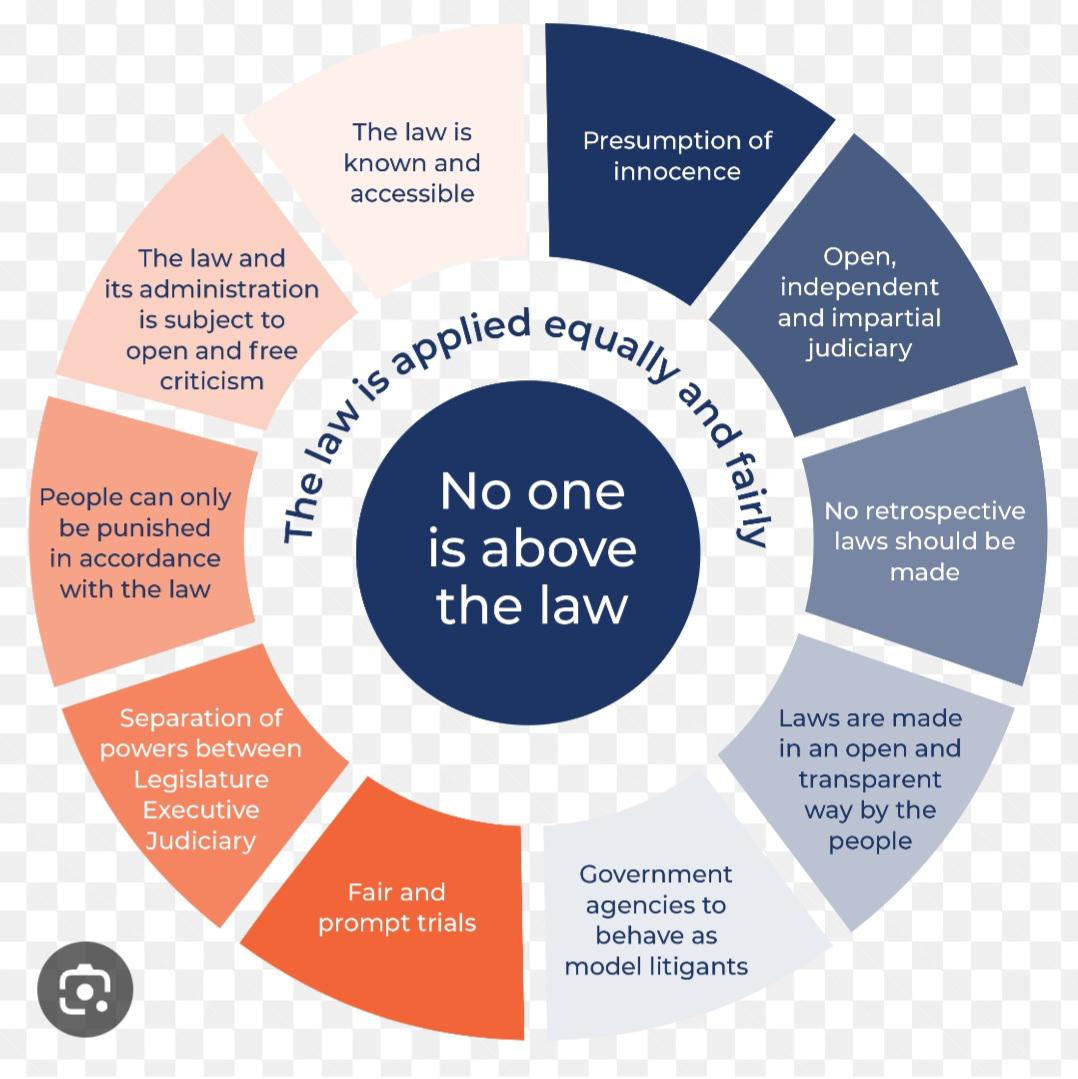 The law is
known and
accessible
Presumption of
innocence
Open,
independent
and impartial
judiciary
No retrospective
laws should be
made
Laws are made
in an open and
transparent
way by the
people
Government
agencies to
behave as
model litigants
Fair and
prompt trials
Separation of
powers between
Legislature
Executive
Judiciary
People can only
be punished
in accordance
with the law
The law and
its administration
is subject to
open and free
criticism
The law is applied equally and fairly
No one
is above
the law